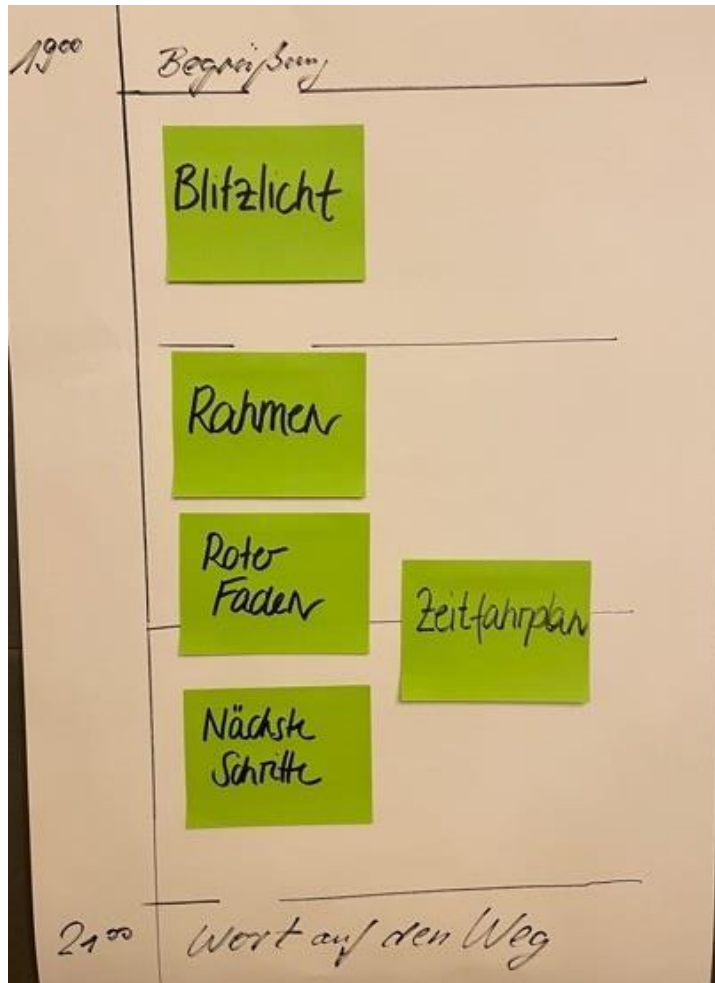 19⁰⁰ Begrüßung
Blitzlicht
Rahmen
Roter
Faden
Zeitfahrplan
Nächste
Schritte
21⁰⁰ Wort auf den Weg